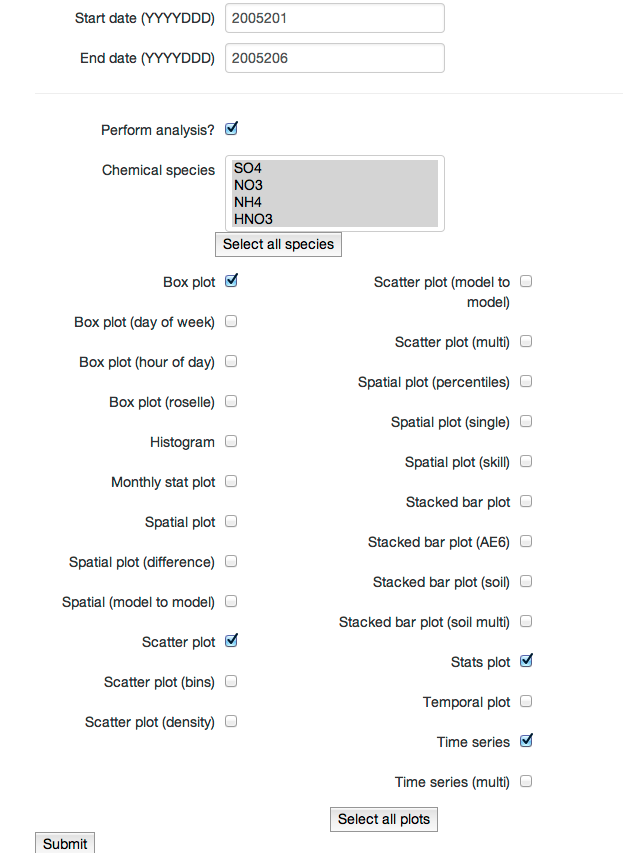 Start date (YYYYDDD) 2005201
End date (YYYYDDD) 2005206
Perform analysis?
Chemical species SO4
NO3
NH4
HNO3
Select all species
Box plot
Box plot (day of week)
Box plot (hour of day)
Box plot (roselle)
Histogram
Monthly stat plot
Spatial plot
Spatial plot (difference)
Spatial (model to model)
Scatter plot
Scatter plot (bins)
Scatter plot (density)
Scatter plot (model to
model)
Scatter plot (multi)
Spatial plot (percentiles)
Spatial plot (single)
Spatial plot (skill)
Stacked bar plot
Stacked bar plot (AE6)
Stacked bar plot (soil)
Stacked bar plot (soil multi)
Stats plot
Temporal plot
Time series
Time series (multi)
Select all plots
Submit